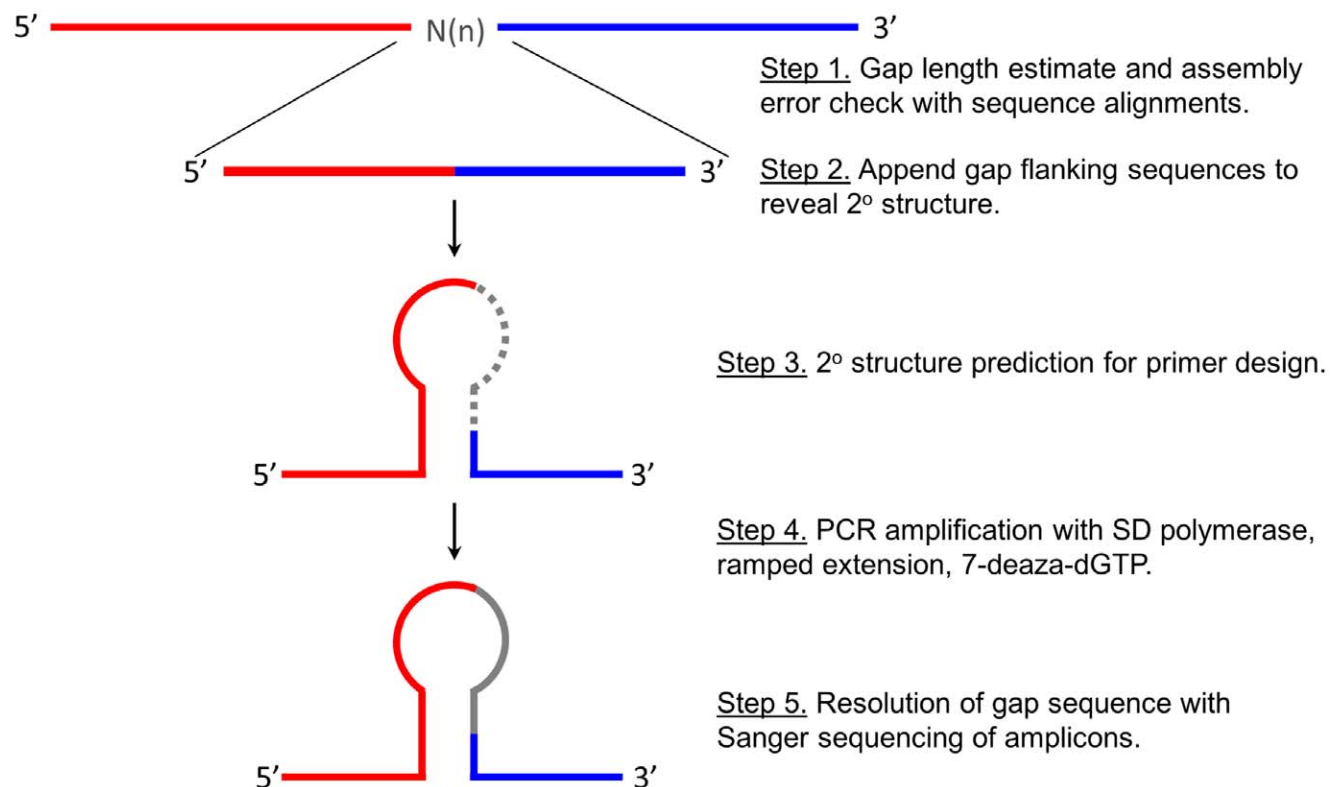 5’ N(n) 3’
Step 1. Gap length estimate and assembly
error check with sequence alignments.
5’ 3’
Step 2. Append gap flanking sequences to
reveal 2º structure.
Step 3. 2º structure prediction for primer design.
5’ 3’
Step 4. PCR amplification with SD polymerase,
ramped extension, 7-deaza-dGTP.
Step 5. Resolution of gap sequence with
Sanger sequencing of amplicons.
5’ 3’